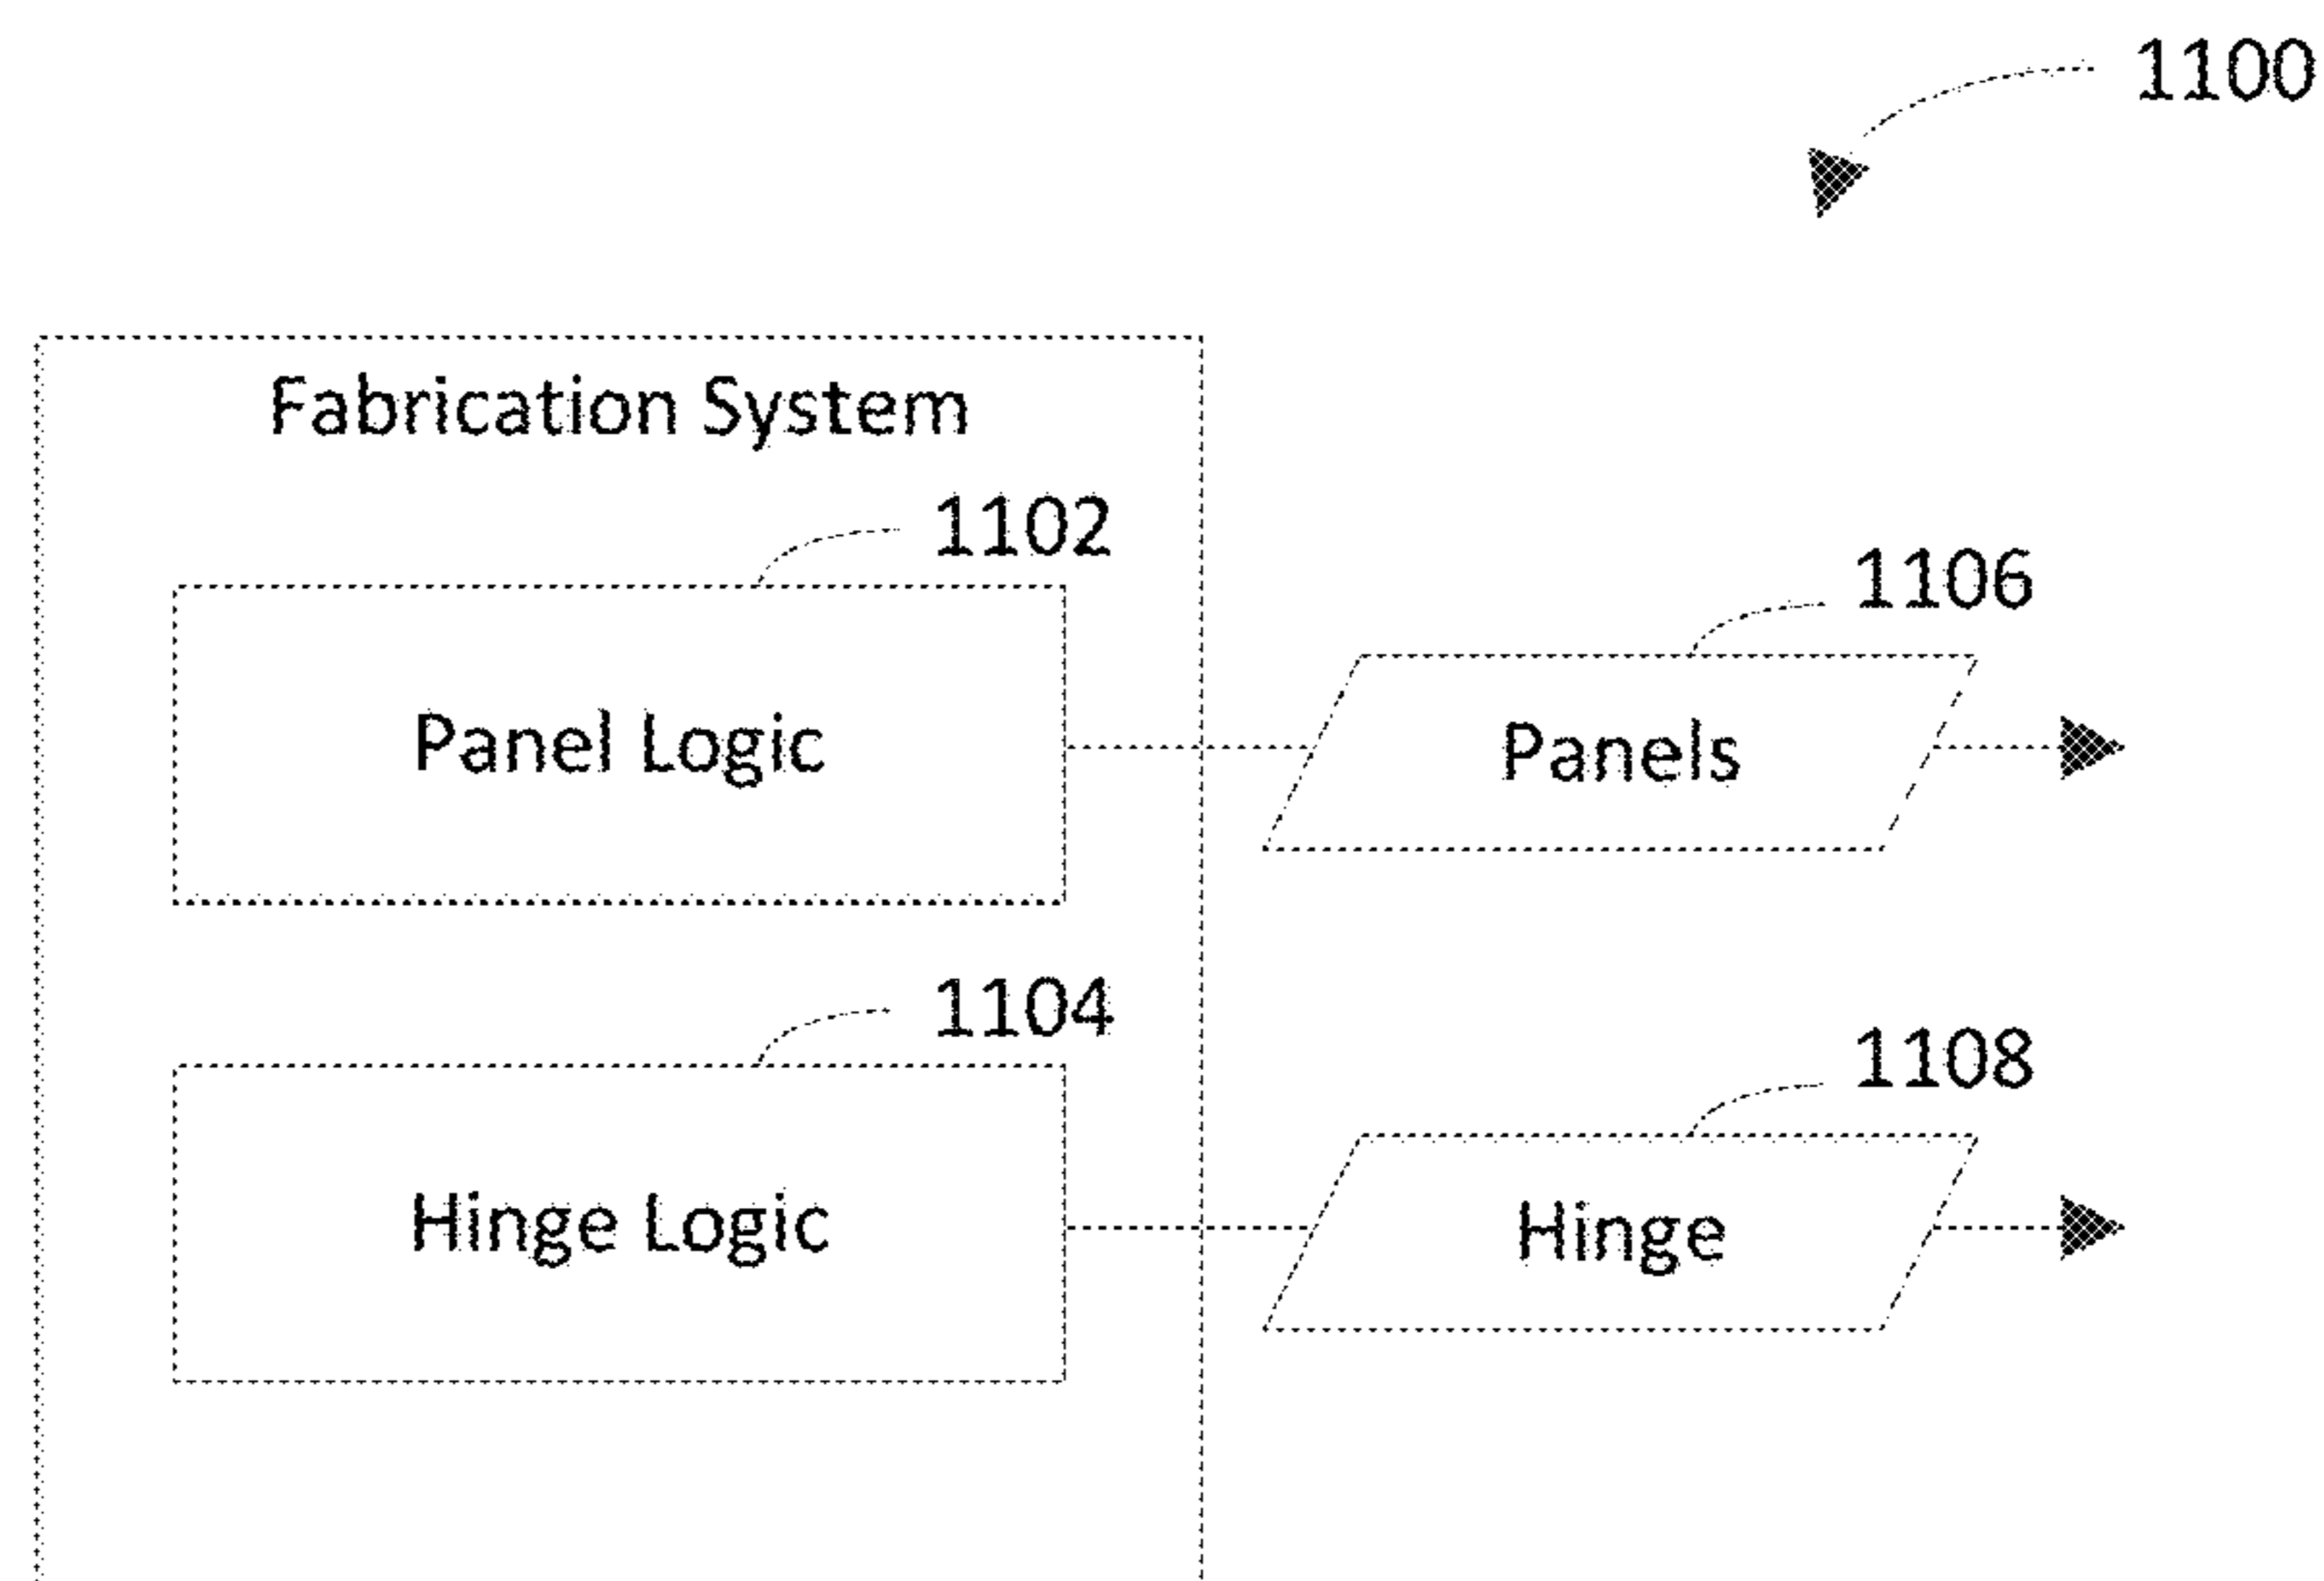 1100
Fabrication System
1102
1106
Panel Logic
Panels
1104
1108
Hinge Logic
Hinge